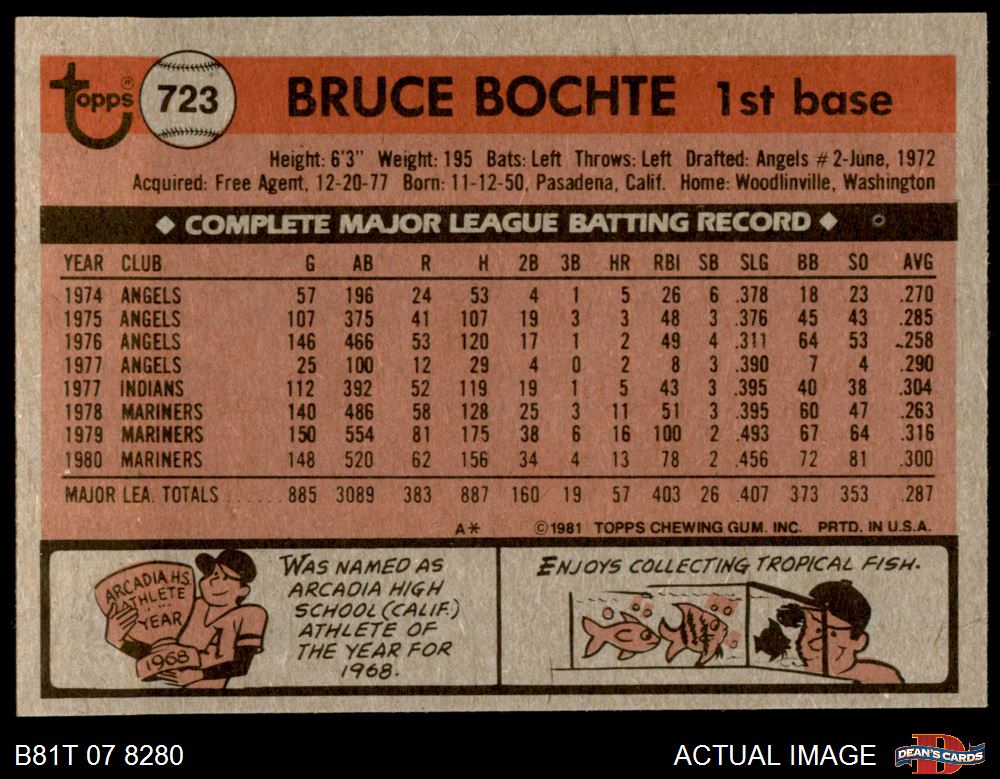 Topps® 723 BRUCE BOCHTE 1st base
Height: 6'3" Weight: 195 Bats: Left Throws: Left Drafted: Angels #2-June, 1972
Acquired: Free Agent, 12-20-77 Born: 11-12-50, Pasadena, Calif. Home: Woodlinville, Washington
◆ COMPLETE MAJOR LEAGUE BATTING RECORD ◆
YEAR CLUB G AB R H 2B 3B HR RBI SB SLG BB SO AVG
1974 ANGELS 57 196 24 53 4 1 5 26 6 .378 18 23 .270
1975 ANGELS 107 375 41 107 19 3 3 48 3 .376 45 43 .285
1976 ANGELS 146 466 53 120 17 1 2 49 4 .311 64 53 .258
1977 ANGELS 25 100 12 29 4 0 2 8 3 .390 7 4 .290
1977 INDIANS 112 392 52 119 19 1 5 43 3 .395 40 38 .304
1978 MARINERS 140 486 58 128 25 3 11 51 3 .395 60 47 .263
1979 MARINERS 150 554 81 175 38 6 16 100 2 .493 67 64 .316
1980 MARINERS 148 520 62 156 34 4 13 78 2 .456 72 81 .300
MAJOR LEA. TOTALS ...... 885 3089 383 887 160 19 57 403 26 .407 373 353 .287
A* ©1981 TOPPS CHEWING GUM, INC. PRTD. IN U.S.A.
ARCADIA HS.
ATHLETE
...
YEAR
1968
A
WAS NAMED AS
ARCADIA HIGH
SCHOOL (CALIF.)
ATHLETE OF
THE YEAR FOR
1968.
ENJOYS COLLECTING TROPICAL FISH.
B81T 07 8280 ACTUAL IMAGE D DEAN'S CARDS